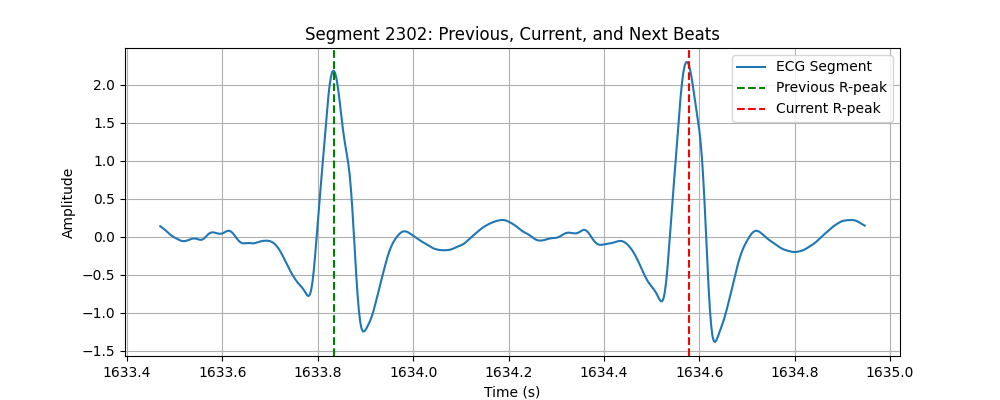 Segment 2302: Previous, Current, and Next Beats
ECG Segment
Previous R-peak
Current R-peak
Amplitude
2.0
1.5
1.0
0.5
0.0
−0.5
−1.0
−1.5
1633.4 1633.6 1633.8 1634.0 1634.2 1634.4 1634.6 1634.8 1635.0
Time (s)